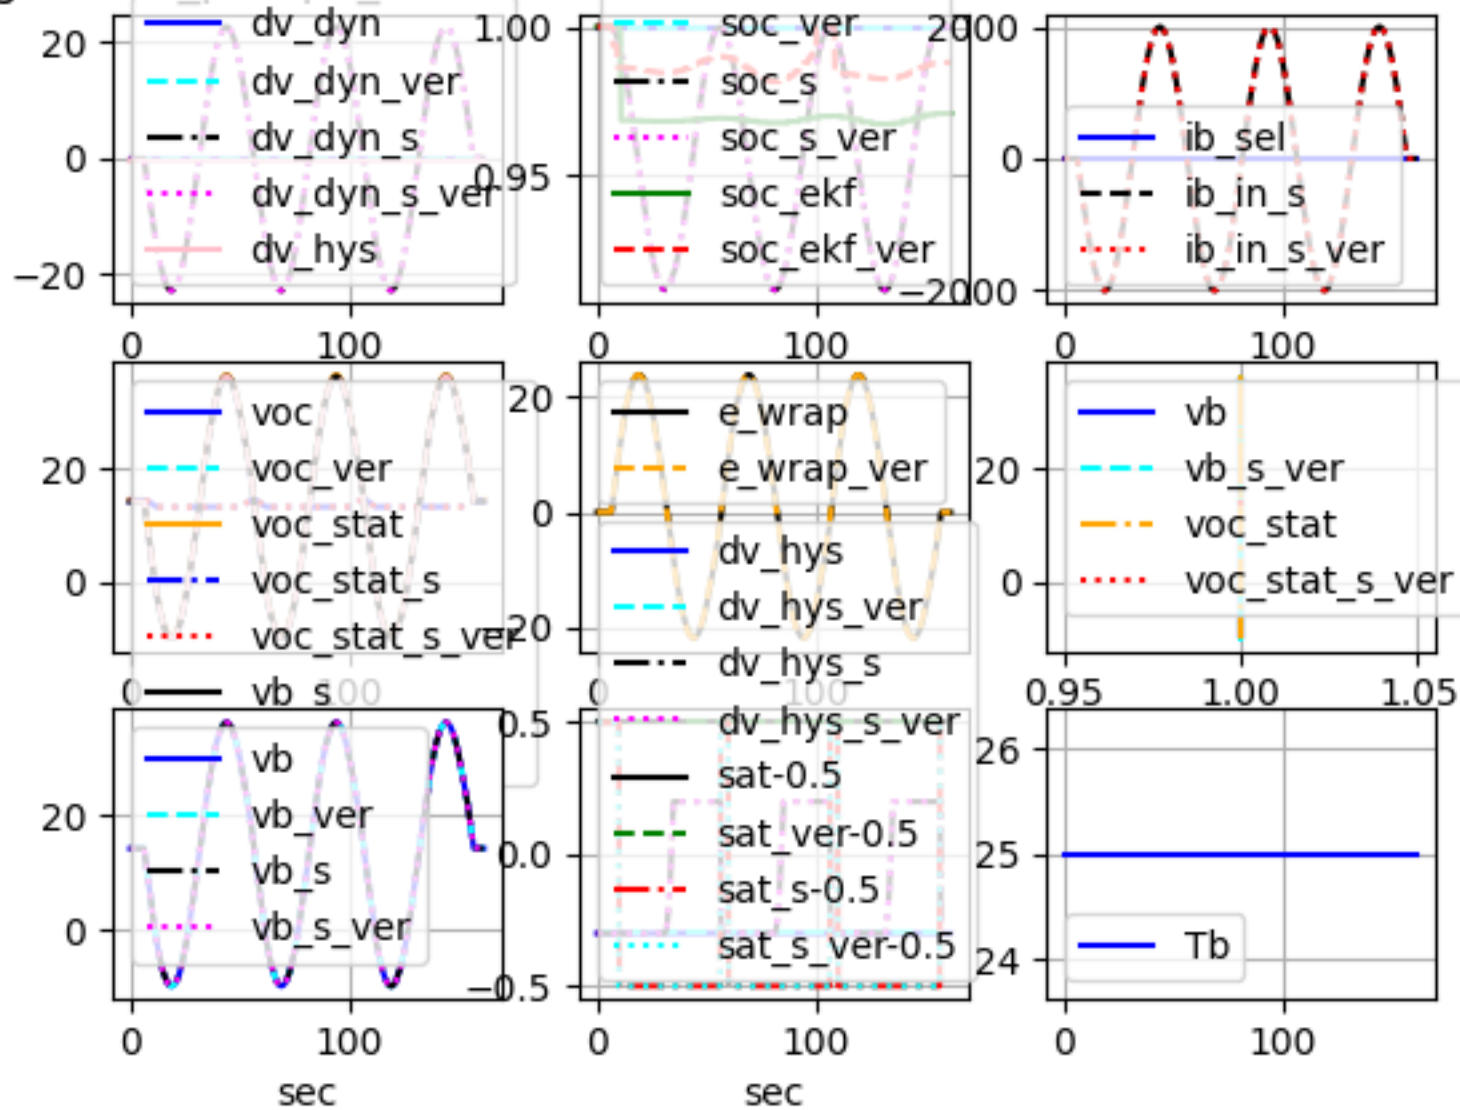 20
0
−20
dv_dyn
dv_dyn_ver
dv_dyn_s
dv_dyn_s_ver
dv_hys
0
100
1.00
0.95
soc_ver
soc_s
soc_s_ver
soc_ekf
soc_ekf_ver
0
100
2000
0
−2000
ib_sel
ib_in_s
ib_in_s_ver
0
100
20
0
voc
voc_ver
voc_stat
voc_stat_s
voc_stat_s_ver
vb_s
0
100
20
0
−20
e_wrap
e_wrap_ver
dv_hys
dv_hys_ver
dv_hys_s
dv_hys_s_ver
sat-0.5
sat_ver-0.5
sat_s-0.5
sat_s_ver-0.5
0
100
20
0
vb
vb_s_ver
voc_stat
voc_stat_s_ver
0.95
1.00
1.05
20
0
vb
vb_ver
vb_s
vb_s_ver
0
100
sec
0.5
0.0
−0.5
0
100
sec
26
25
24
Tb
0
100